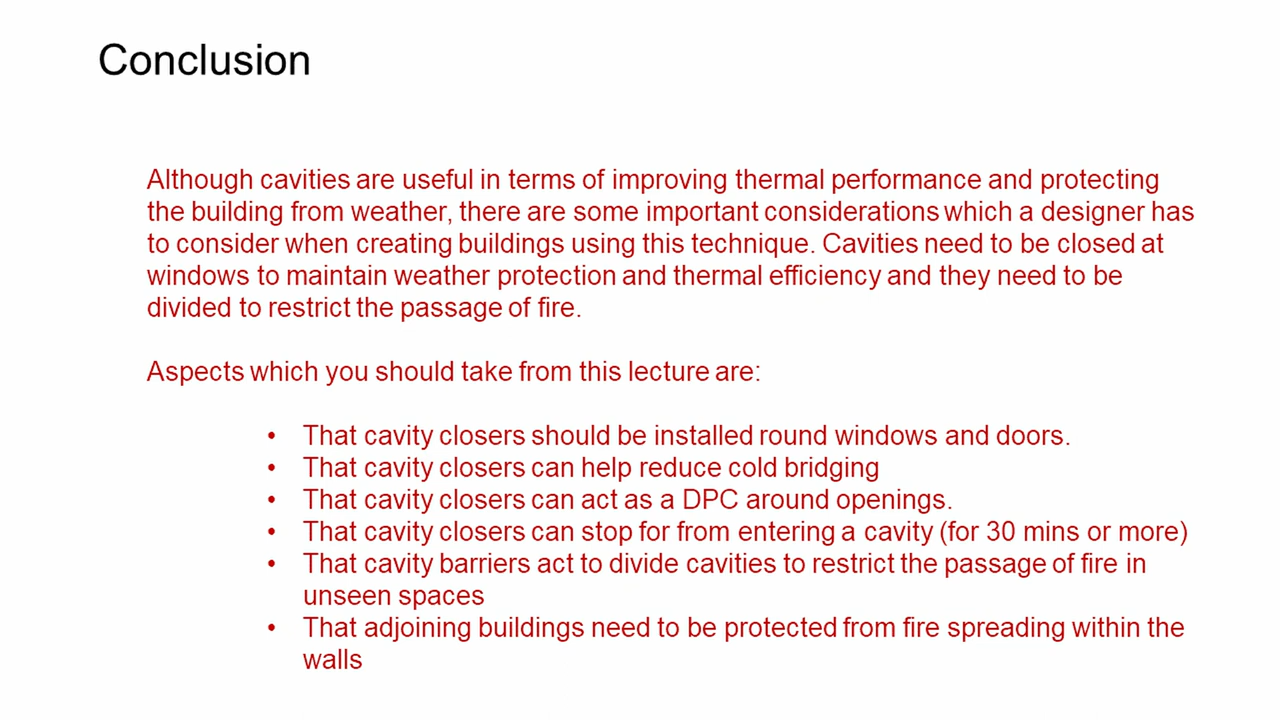 Conclusion
Although cavities are useful in terms of improving thermal performance and protecting
the building from weather, there are some important considerations which a designer has
to consider when creating buildings using this technique. Cavities need to be closed at
windows to maintain weather protection and thermal efficiency and they need to be
divided to restrict the passage of fire.
Aspects which you should take from this lecture are:
• That cavity closers should be installed round windows and doors.
• That cavity closers can help reduce cold bridging
• That cavity closers can act as a DPC around openings.
• That cavity closers can stop for from entering a cavity (for 30 mins or more)
• That cavity barriers act to divide cavities to restrict the passage of fire in
unseen spaces
• That adjoining buildings need to be protected from fire spreading within the
walls